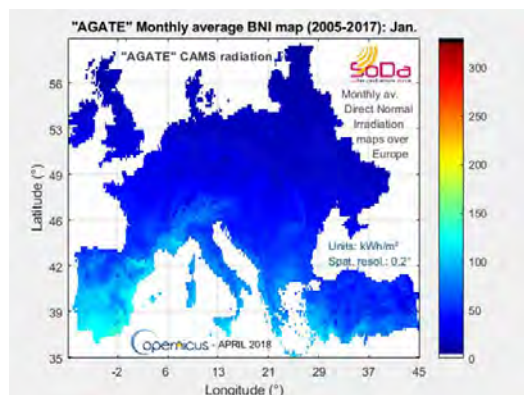 "AGATE" Monthly average BNI map (2005-2017): Jan.
"AGATE" CAMS radiation
SoDa
Monthly av.
Direct Normal
Irradiation
maps over
Europe
Units: kWh/m²
Spat. resol.: 0.2°
Copernicus - APRIL 2018
Latitude (°)
56
53
49
46
42
39
35
-2
6
13
21
29
37
45
Longitude (°)
300
250
200
150
100
50
0